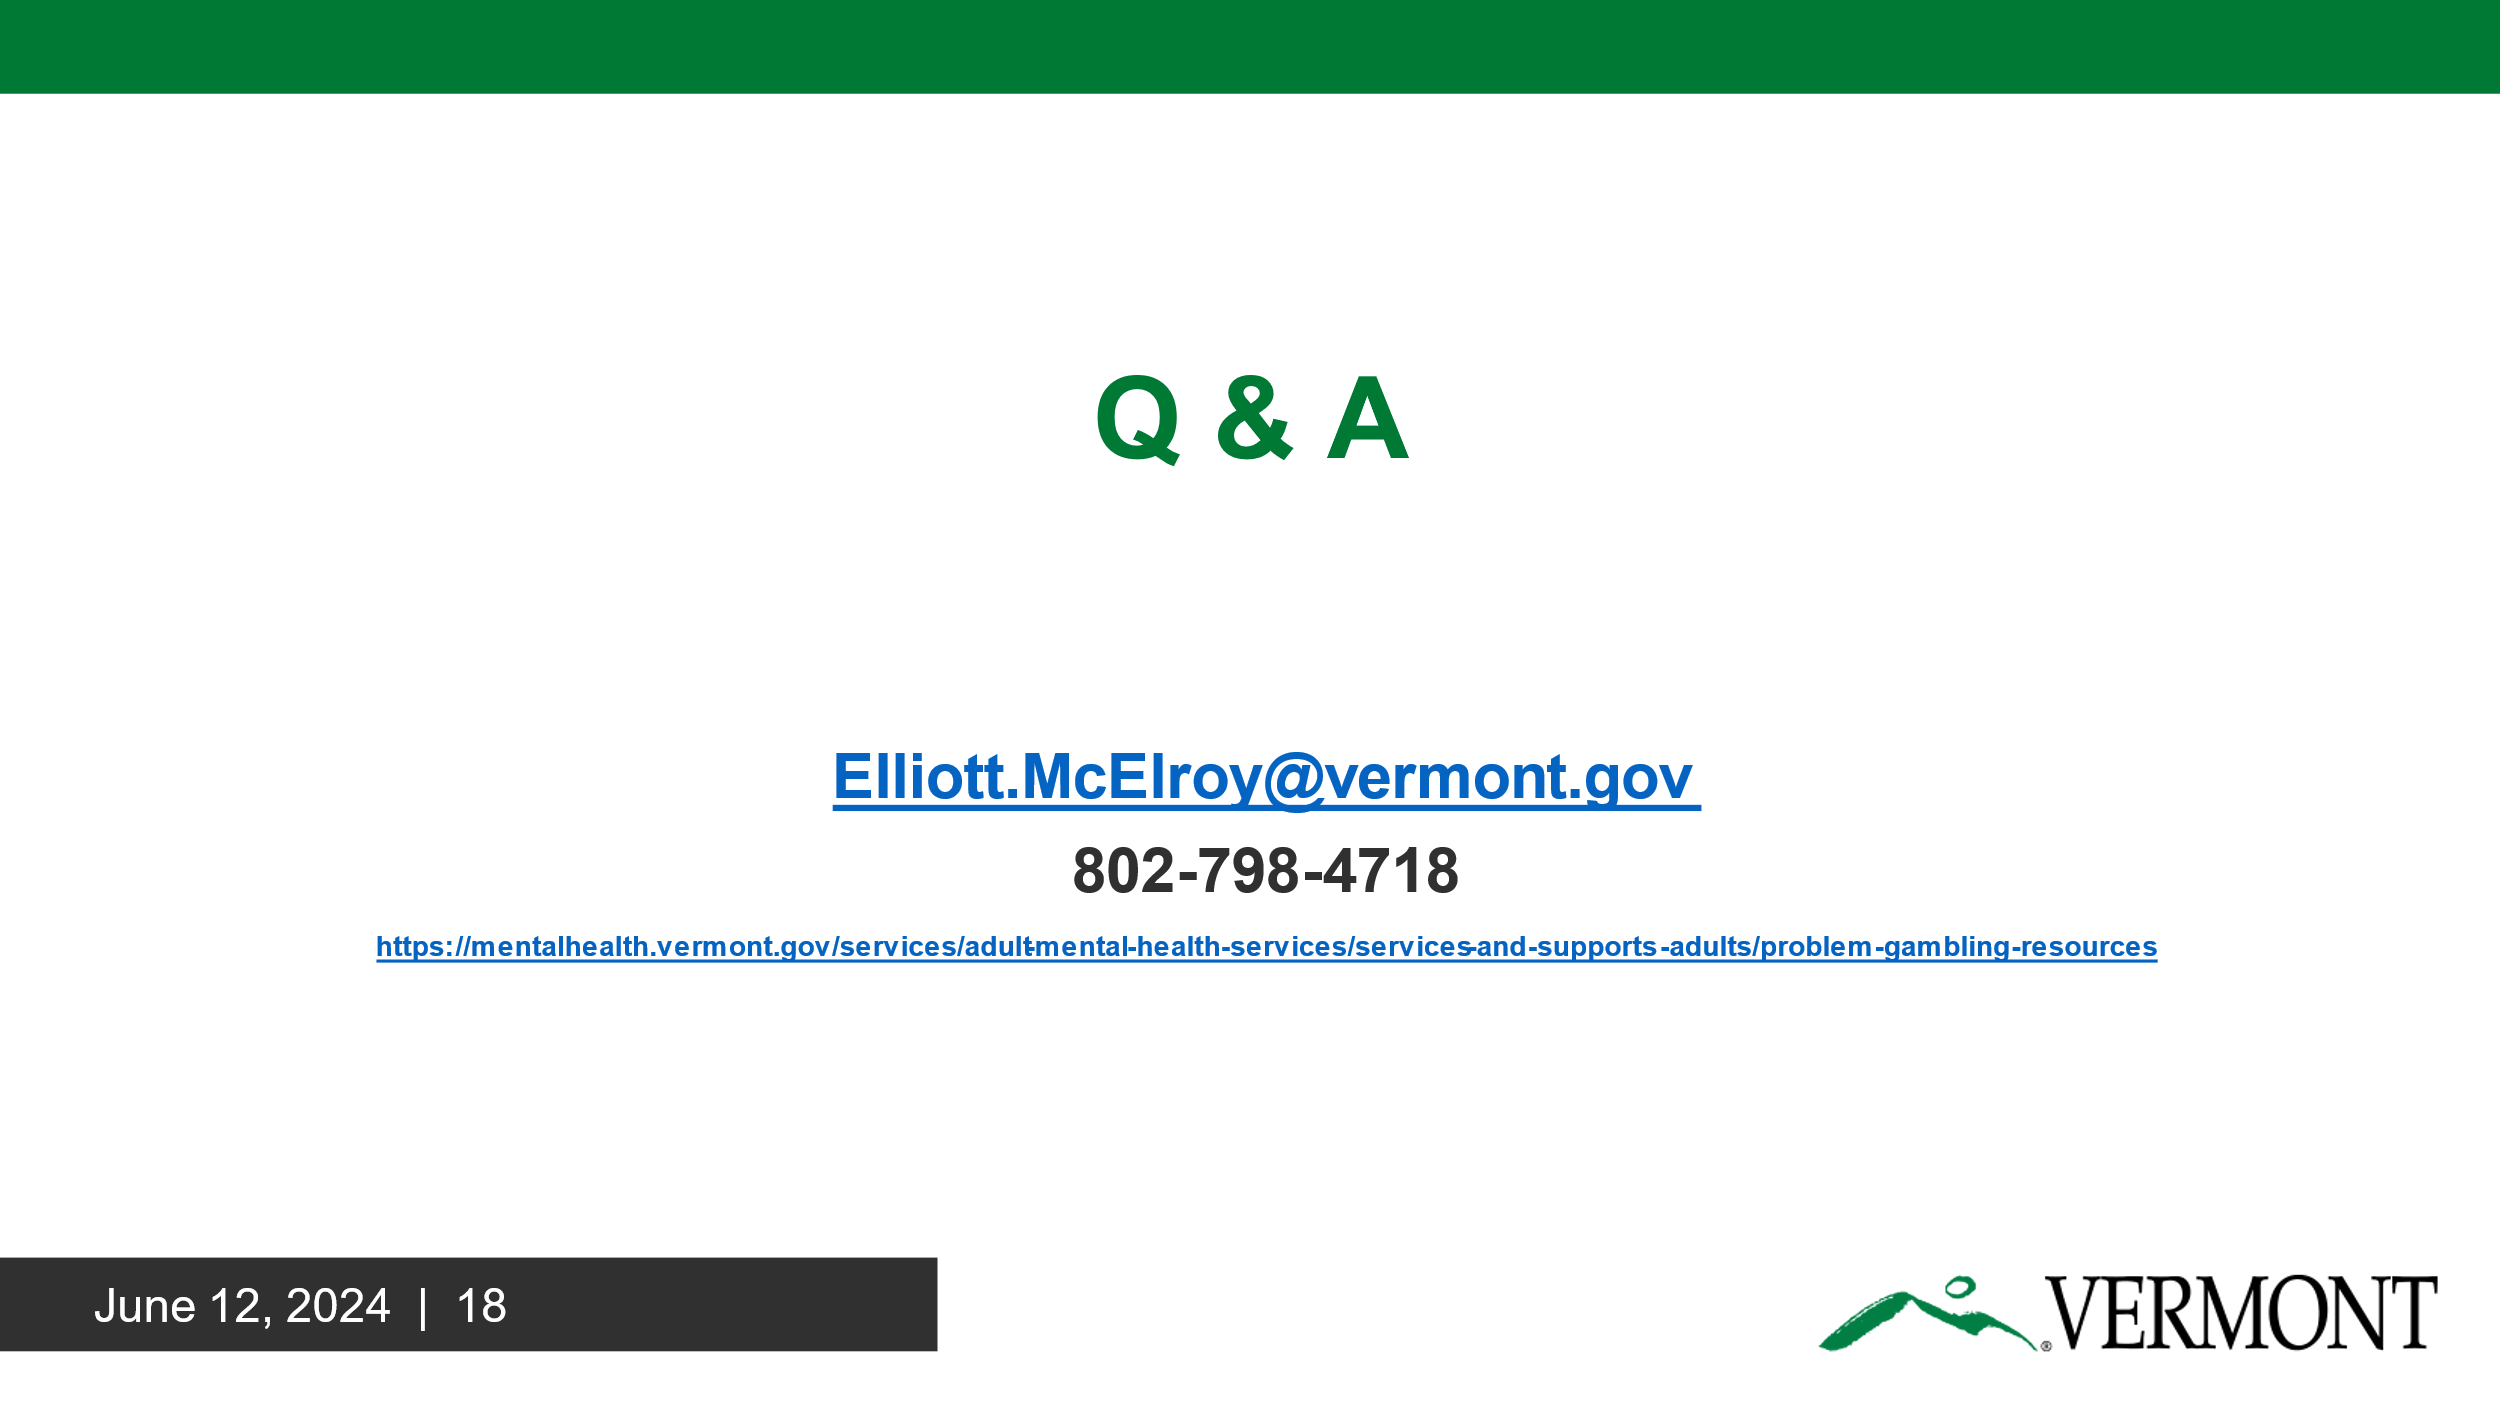 Q & A
Elliott.McElroy@vermont.gov
802-798-4718
https://mentalhealth.vermont.gov/services/adult-mental-health-services/services-and-supports-adults/problem-gambling-resources
June 12, 2024 | 18
® VERMONT